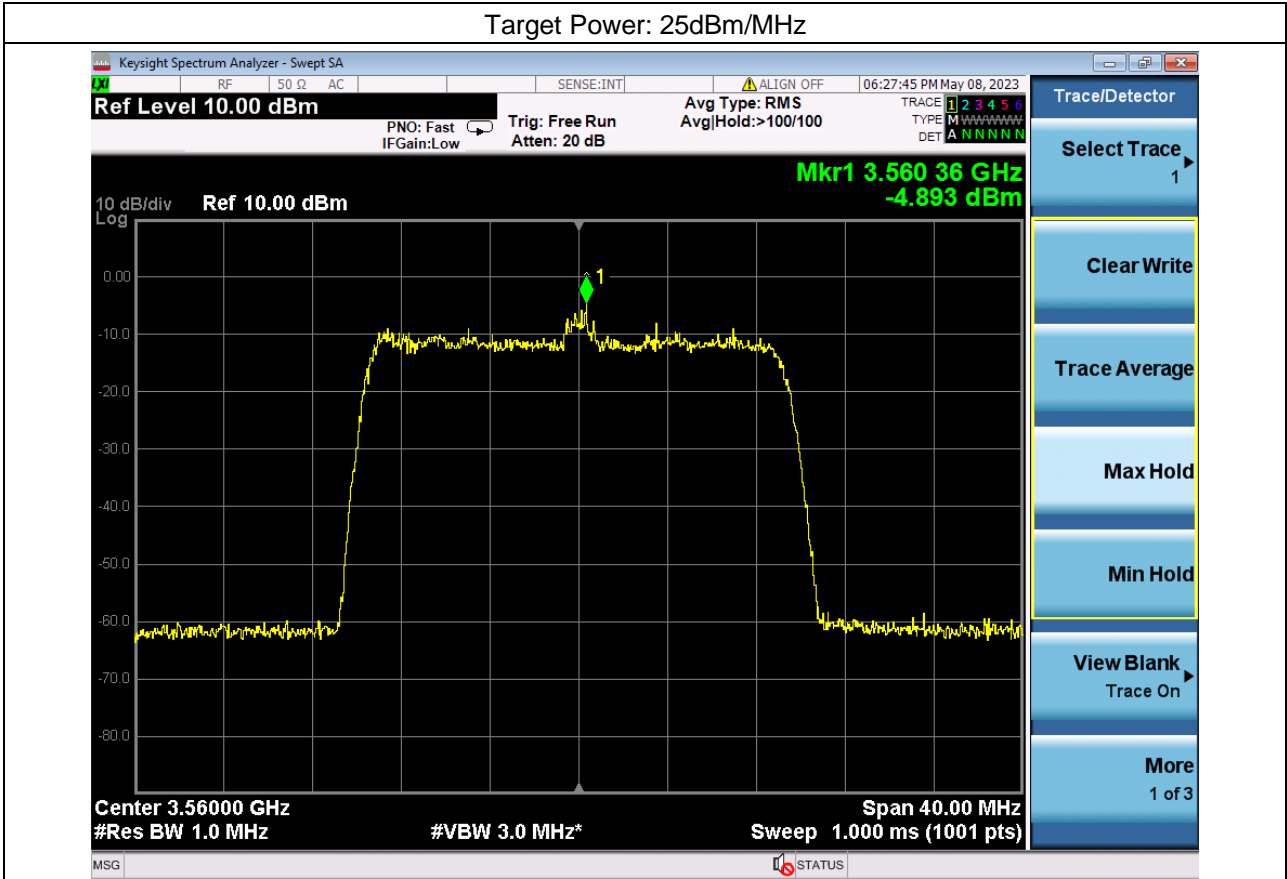 Target Power: 25dBm/MHz
Keysight Spectrum Analyzer - Swept SA
LXI RF 50 Ω AC SENSE:INT ALIGN OFF 06:27:45 PM May 08, 2023
Ref Level 10.00 dBm
PNO: Fast
IFGain:Low
Trig: Free Run
Atten: 20 dB
Avg Type: RMS
Avg|Hold:>100/100
TRACE 1 2 3 4 5 6
TYPE M WWWWW
DET A N N N N N
Mkr1 3.560 36 GHz
-4.893 dBm
10 dB/div Ref 10.00 dBm
Log
1
0.00
-10.0
-20.0
-30.0
-40.0
-50.0
-60.0
-70.0
-80.0
Center 3.56000 GHz Span 40.00 MHz
#Res BW 1.0 MHz #VBW 3.0 MHz* Sweep 1.000 ms (1001 pts)
MSG STATUS
Trace/Detector
Select Trace
1
Clear Write
Trace Average
Max Hold
Min Hold
View Blank
Trace On
More
1 of 3